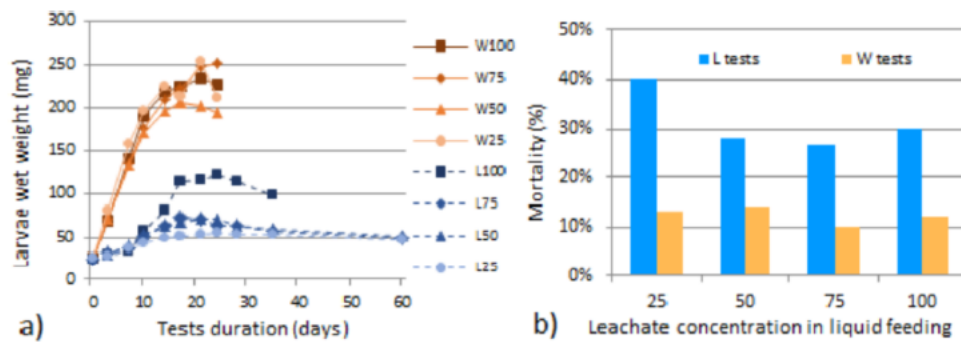 300
250
200
150
100
50
0
Larvae wet weight (mg)
0 10 20 30 40 50 60
Tests duration (days)
a)
W100
W75
W50
W25
L100
L75
L50
L25
50%
40%
30%
20%
10%
0%
Mortality (%)
L tests W tests
25 50 75 100
Leachate concentration in liquid feeding
b)